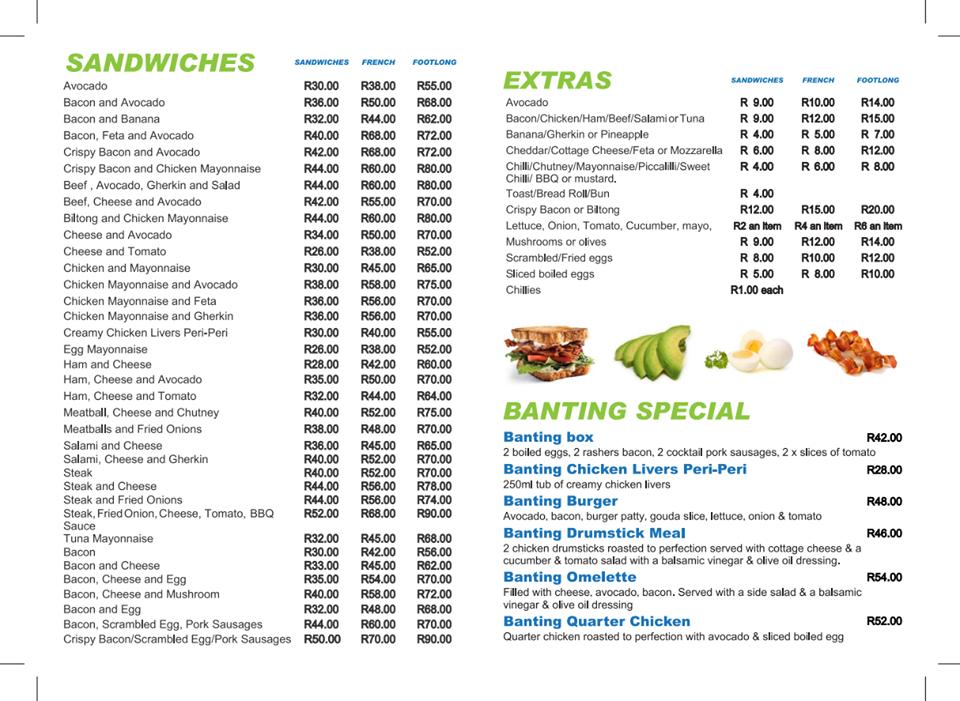 SANDWICHES SANDWICHES FRENCH FOOTLONG
Avocado R30.00 R38.00 R55.00
Bacon and Avocado R36.00 R50.00 R68.00
Bacon and Banana R32.00 R44.00 R62.00
Bacon, Feta and Avocado R40.00 R68.00 R72.00
Crispy Bacon and Avocado R42.00 R68.00 R72.00
Crispy Bacon and Chicken Mayonnaise R44.00 R60.00 R80.00
Beef , Avocado, Gherkin and Salad R44.00 R60.00 R80.00
Beef, Cheese and Avocado R42.00 R55.00 R70.00
Biltong and Chicken Mayonnaise R44.00 R60.00 R80.00
Cheese and Avocado R34.00 R50.00 R70.00
Cheese and Tomato R26.00 R38.00 R52.00
Chicken and Mayonnaise R30.00 R45.00 R65.00
Chicken Mayonnaise and Avocado R38.00 R58.00 R75.00
Chicken Mayonnaise and Feta R36.00 R56.00 R70.00
Chicken Mayonnaise and Gherkin R36.00 R56.00 R70.00
Creamy Chicken Livers Peri-Peri R30.00 R40.00 R55.00
Egg Mayonnaise R26.00 R38.00 R52.00
Ham and Cheese R28.00 R42.00 R60.00
Ham, Cheese and Avocado R35.00 R50.00 R70.00
Ham, Cheese and Tomato R32.00 R44.00 R64.00
Meatball, Cheese and Chutney R40.00 R52.00 R75.00
Meatballs and Fried Onions R38.00 R48.00 R70.00
Salami and Cheese R36.00 R45.00 R65.00
Salami, Cheese and Gherkin R40.00 R52.00 R70.00
Steak R40.00 R52.00 R70.00
Steak and Cheese R44.00 R56.00 R78.00
Steak and Fried Onions R44.00 R56.00 R74.00
Steak, Fried Onion, Cheese, Tomato, BBQ R52.00 R68.00 R90.00
Sauce
Tuna Mayonnaise R32.00 R45.00 R68.00
Bacon R30.00 R42.00 R56.00
Bacon and Cheese R33.00 R45.00 R62.00
Bacon, Cheese and Egg R35.00 R54.00 R70.00
Bacon, Cheese and Mushroom R40.00 R58.00 R72.00
Bacon and Egg R32.00 R48.00 R68.00
Bacon, Scrambled Egg, Pork Sausages R44.00 R60.00 R70.00
Crispy Bacon/Scrambled Egg/Pork Sausages R50.00 R70.00 R90.00
EXTRAS SANDWICHES FRENCH FOOTLONG
Avocado R 9.00 R10.00 R14.00
Bacon/Chicken/Ham/Beef/Salami or Tuna R 9.00 R12.00 R15.00
Banana/Gherkin or Pineapple R 4.00 R 5.00 R 7.00
Cheddar/Cottage Cheese/Feta or Mozzarella R 6.00 R 8.00 R12.00
Chilli/Chutney/Mayonnaise/Piccalilli/Sweet R 4.00 R 6.00 R 8.00
Chilli/ BBQ or mustard.
Toast/Bread Roll/Bun R 4.00
Crispy Bacon or Biltong R12.00 R15.00 R20.00
Lettuce, Onion, Tomato, Cucumber, mayo, R2 an Item R4 an Item R6 an Item
Mushrooms or olives R 9.00 R12.00 R14.00
Scrambled/Fried eggs R 8.00 R10.00 R12.00
Sliced boiled eggs R 5.00 R 8.00 R10.00
Chillies R1.00 each
BANTING SPECIAL
Banting box R42.00
2 boiled eggs, 2 rashers bacon, 2 cocktail pork sausages, 2 x slices of tomato
Banting Chicken Livers Peri-Peri R28.00
250ml tub of creamy chicken livers
Banting Burger R48.00
Avocado, bacon, burger patty, gouda slice, lettuce, onion & tomato
Banting Drumstick Meal R46.00
2 chicken drumsticks roasted to perfection served with cottage cheese & a
cucumber & tomato salad with a balsamic vinegar & olive oil dressing.
Banting Omelette R54.00
Filled with cheese, avocado, bacon. Served with a side salad & a balsamic
vinegar & olive oil dressing
Banting Quarter Chicken R52.00
Quarter chicken roasted to perfection with avocado & sliced boiled egg